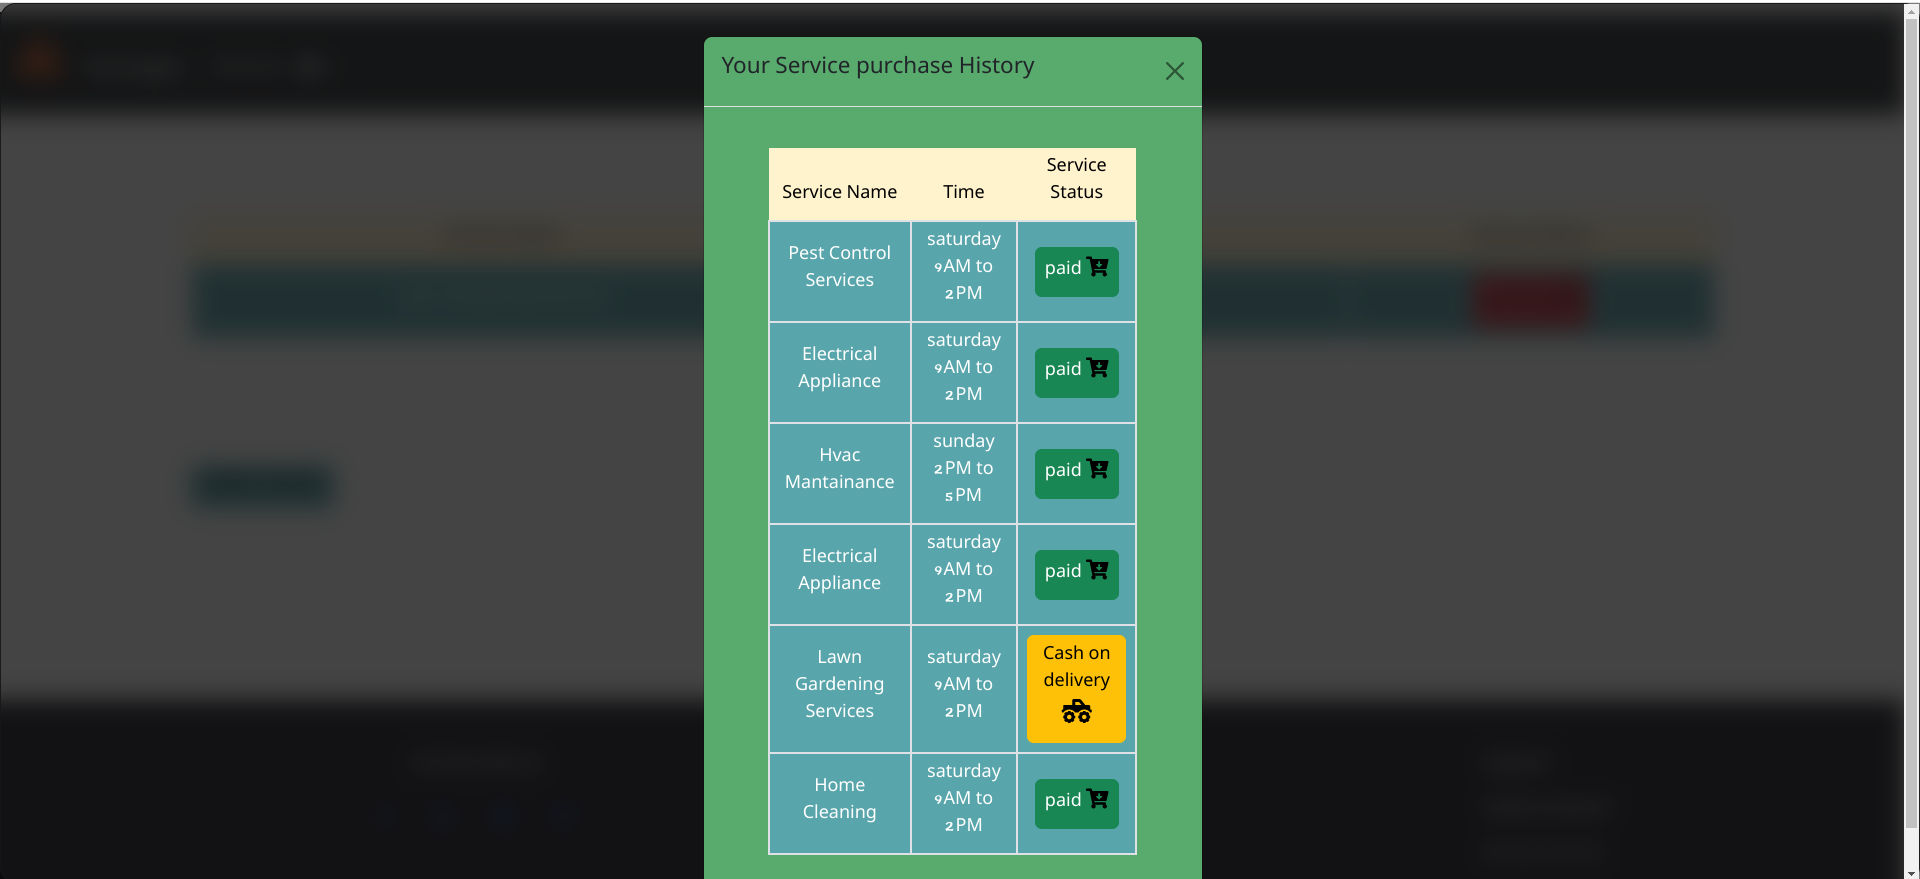 Your Service purchase History
Service Name
Time
Service
Status
Pest Control
Services
saturday
9AM to
2PM
paid
Electrical
Appliance
saturday
9AM to
2PM
paid
Hvac
Mantainance
sunday
2PM to
5PM
paid
Electrical
Appliance
saturday
9AM to
2PM
paid
Lawn
Gardening
Services
saturday
9AM to
2PM
Cash on
delivery
Home
Cleaning
saturday
9AM to
2PM
paid